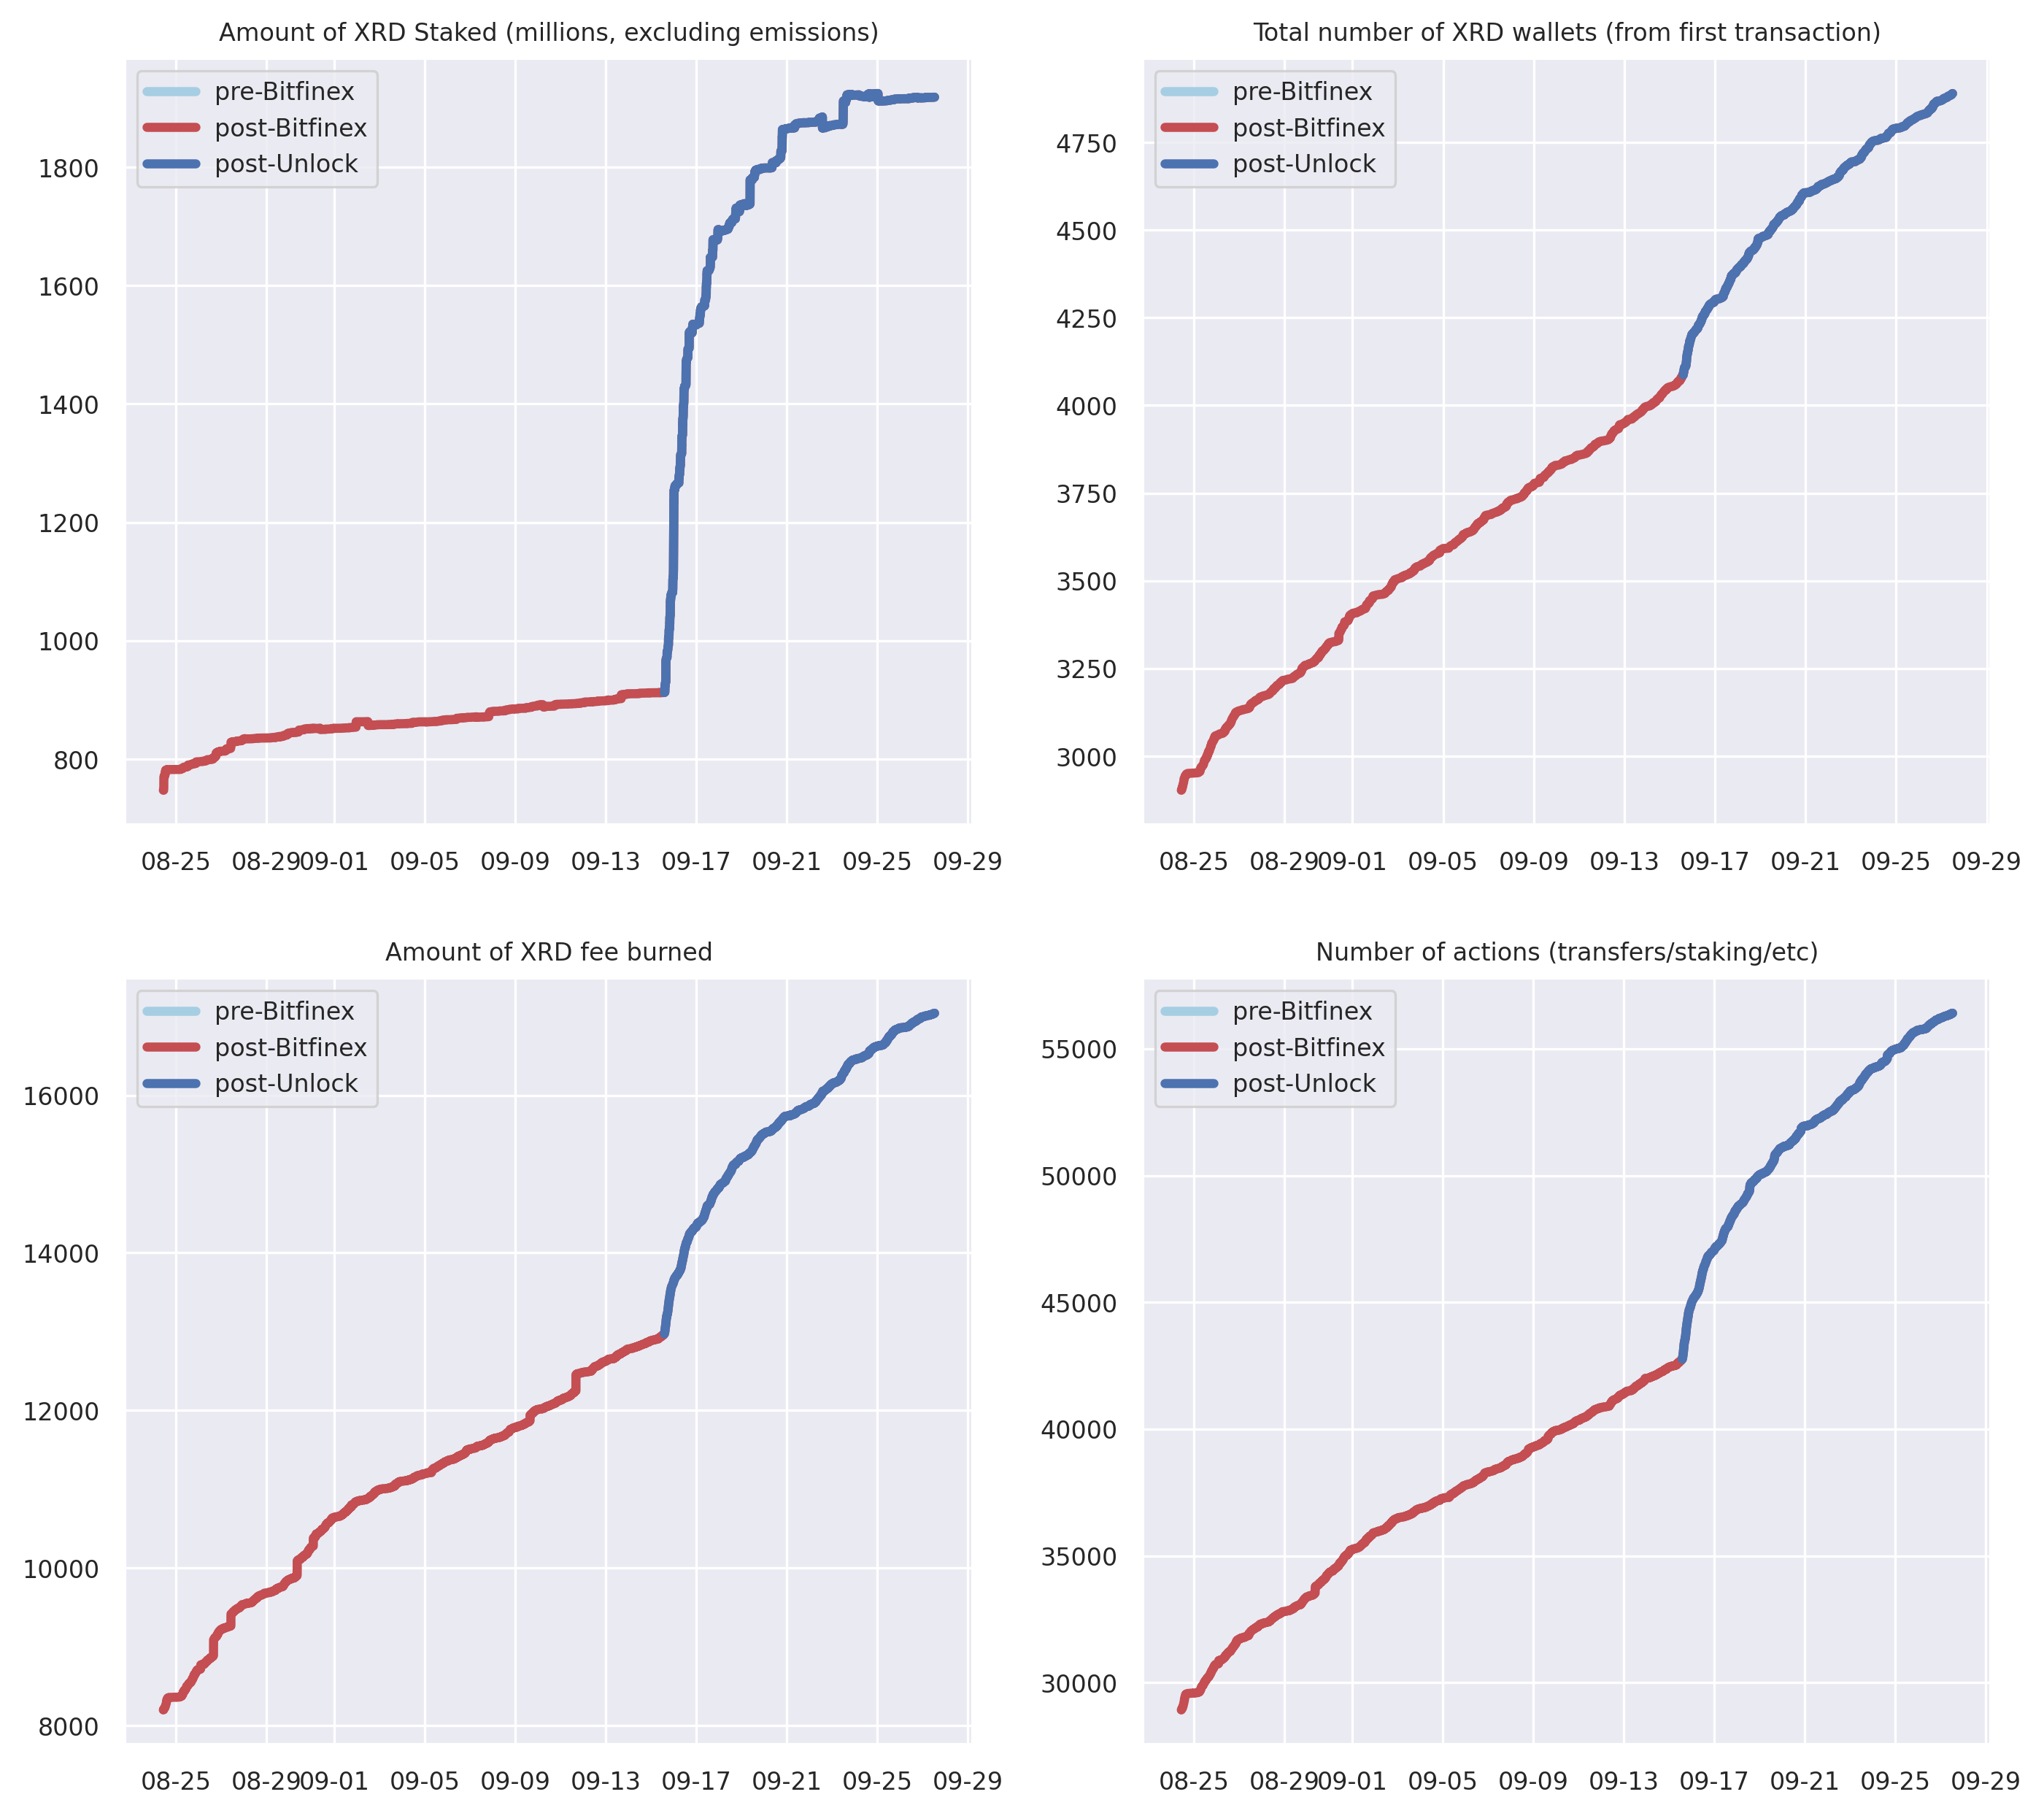 Amount of XRD Staked (millions, excluding emissions)
pre-Bitfinex
post-Bitfinex
post-Unlock
1800
1600
1400
1200
1000
800
08-25 08-29 09-01 09-05 09-09 09-13 09-17 09-21 09-25 09-29
Total number of XRD wallets (from first transaction)
pre-Bitfinex
post-Bitfinex
post-Unlock
4750
4500
4250
4000
3750
3500
3250
3000
08-25 08-29 09-01 09-05 09-09 09-13 09-17 09-21 09-25 09-29
Amount of XRD fee burned
pre-Bitfinex
post-Bitfinex
post-Unlock
16000
14000
12000
10000
8000
08-25 08-29 09-01 09-05 09-09 09-13 09-17 09-21 09-25 09-29
Number of actions (transfers/staking/etc)
pre-Bitfinex
post-Bitfinex
post-Unlock
55000
50000
45000
40000
35000
30000
08-25 08-29 09-01 09-05 09-09 09-13 09-17 09-21 09-25 09-29